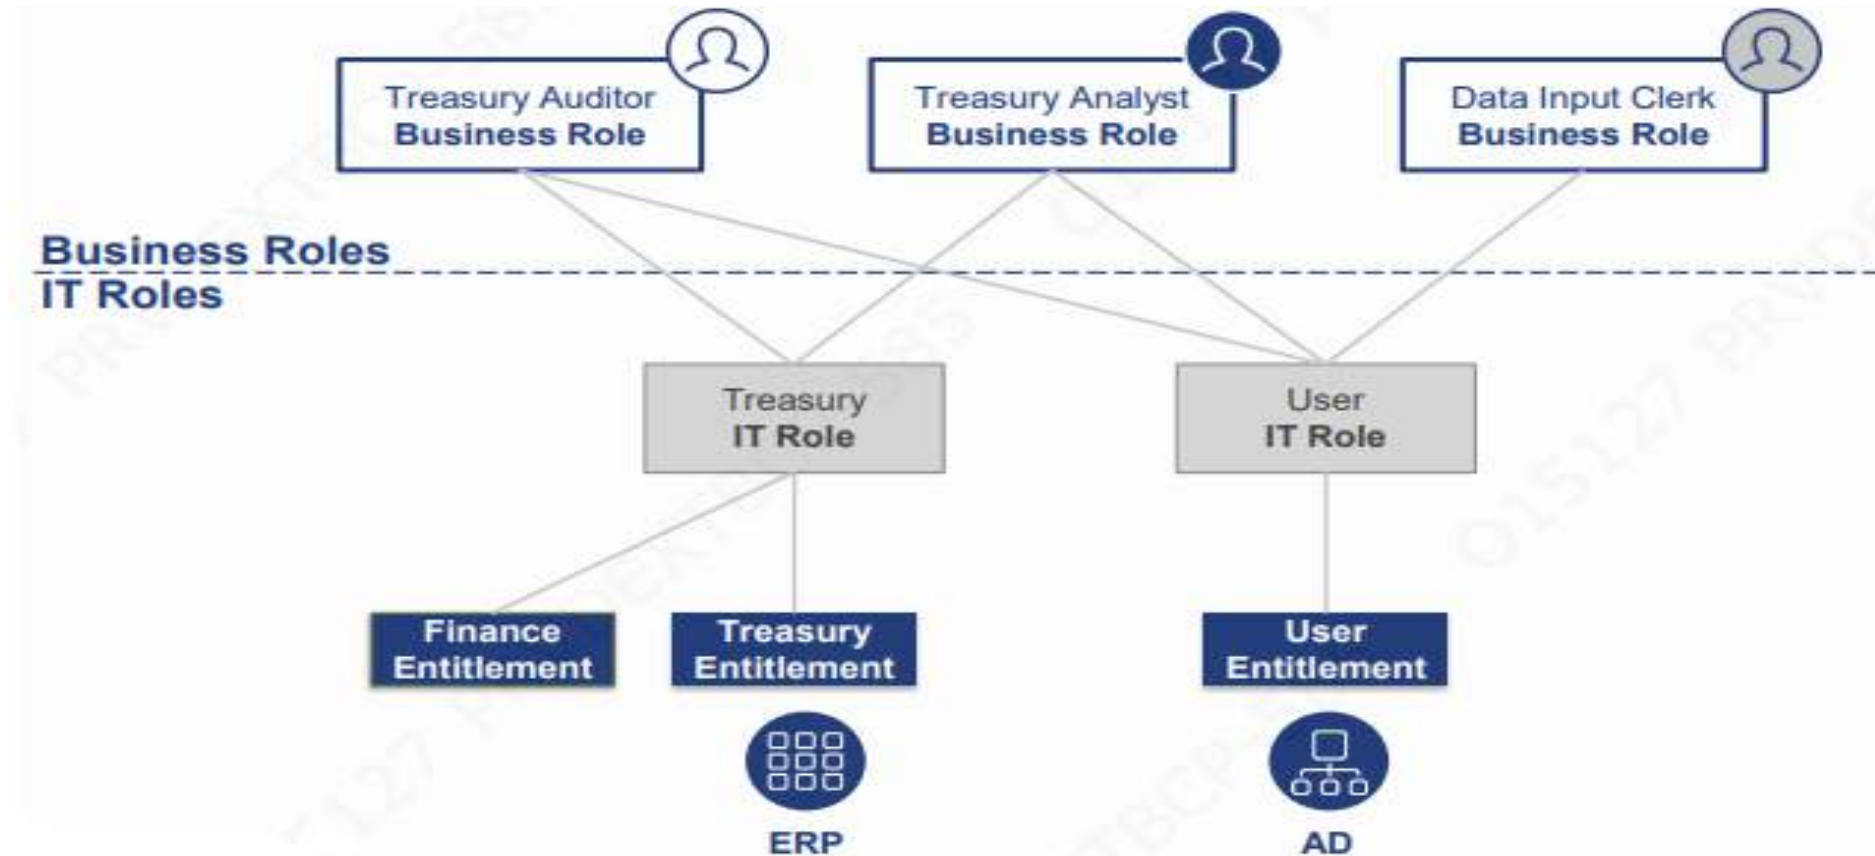 Treasury Auditor
Business Role
Treasury Analyst
Business Role
Data Input Clerk
Business Role
Business Roles
IT Roles
Treasury
IT Role
User
IT Role
Finance
Entitlement
Treasury
Entitlement
User
Entitlement
ERP
AD